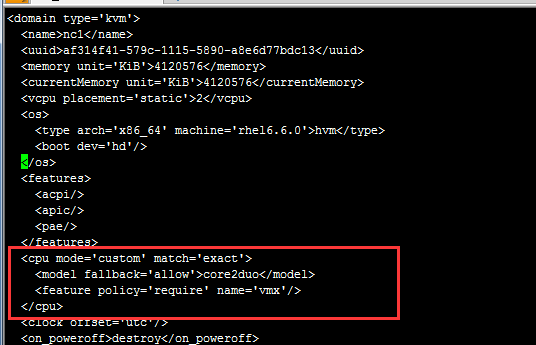 <domain type='kvm'>
  <name>nc1</name>
  <uuid>af314f41-579c-1115-5890-a8e6d77bdc13</uuid>
  <memory unit='KiB'>4120576</memory>
  <currentMemory unit='KiB'>4120576</currentMemory>
  <vcpu placement='static'>2</vcpu>
  <os>
    <type arch='x86_64' machine='rhel6.6.0'>hvm</type>
    <boot dev='hd'/>
  </os>
  <features>
    <acpi/>
    <apic/>
    <pae/>
  </features>
  <cpu mode='custom' match='exact'>
    <model fallback='allow'>core2duo</model>
    <feature policy='require' name='vmx'/>
  </cpu>
  <clock offset='utc'/>
  <on_poweroff>destroy</on_poweroff>